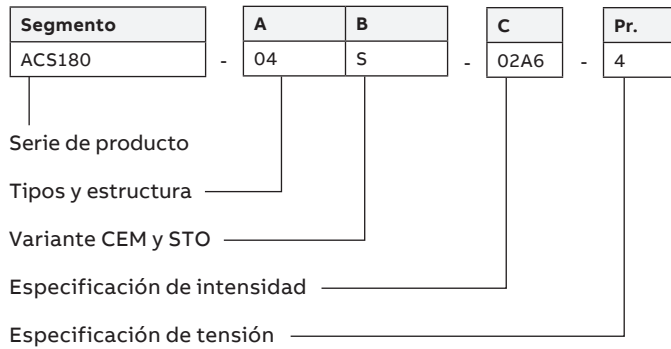 Segmento A B C Pr.
ACS180 - 04 S - 02A6 - 4
Serie de producto
Tipos y estructura
Variante CEM y STO
Especificación de intensidad
Especificación de tensión